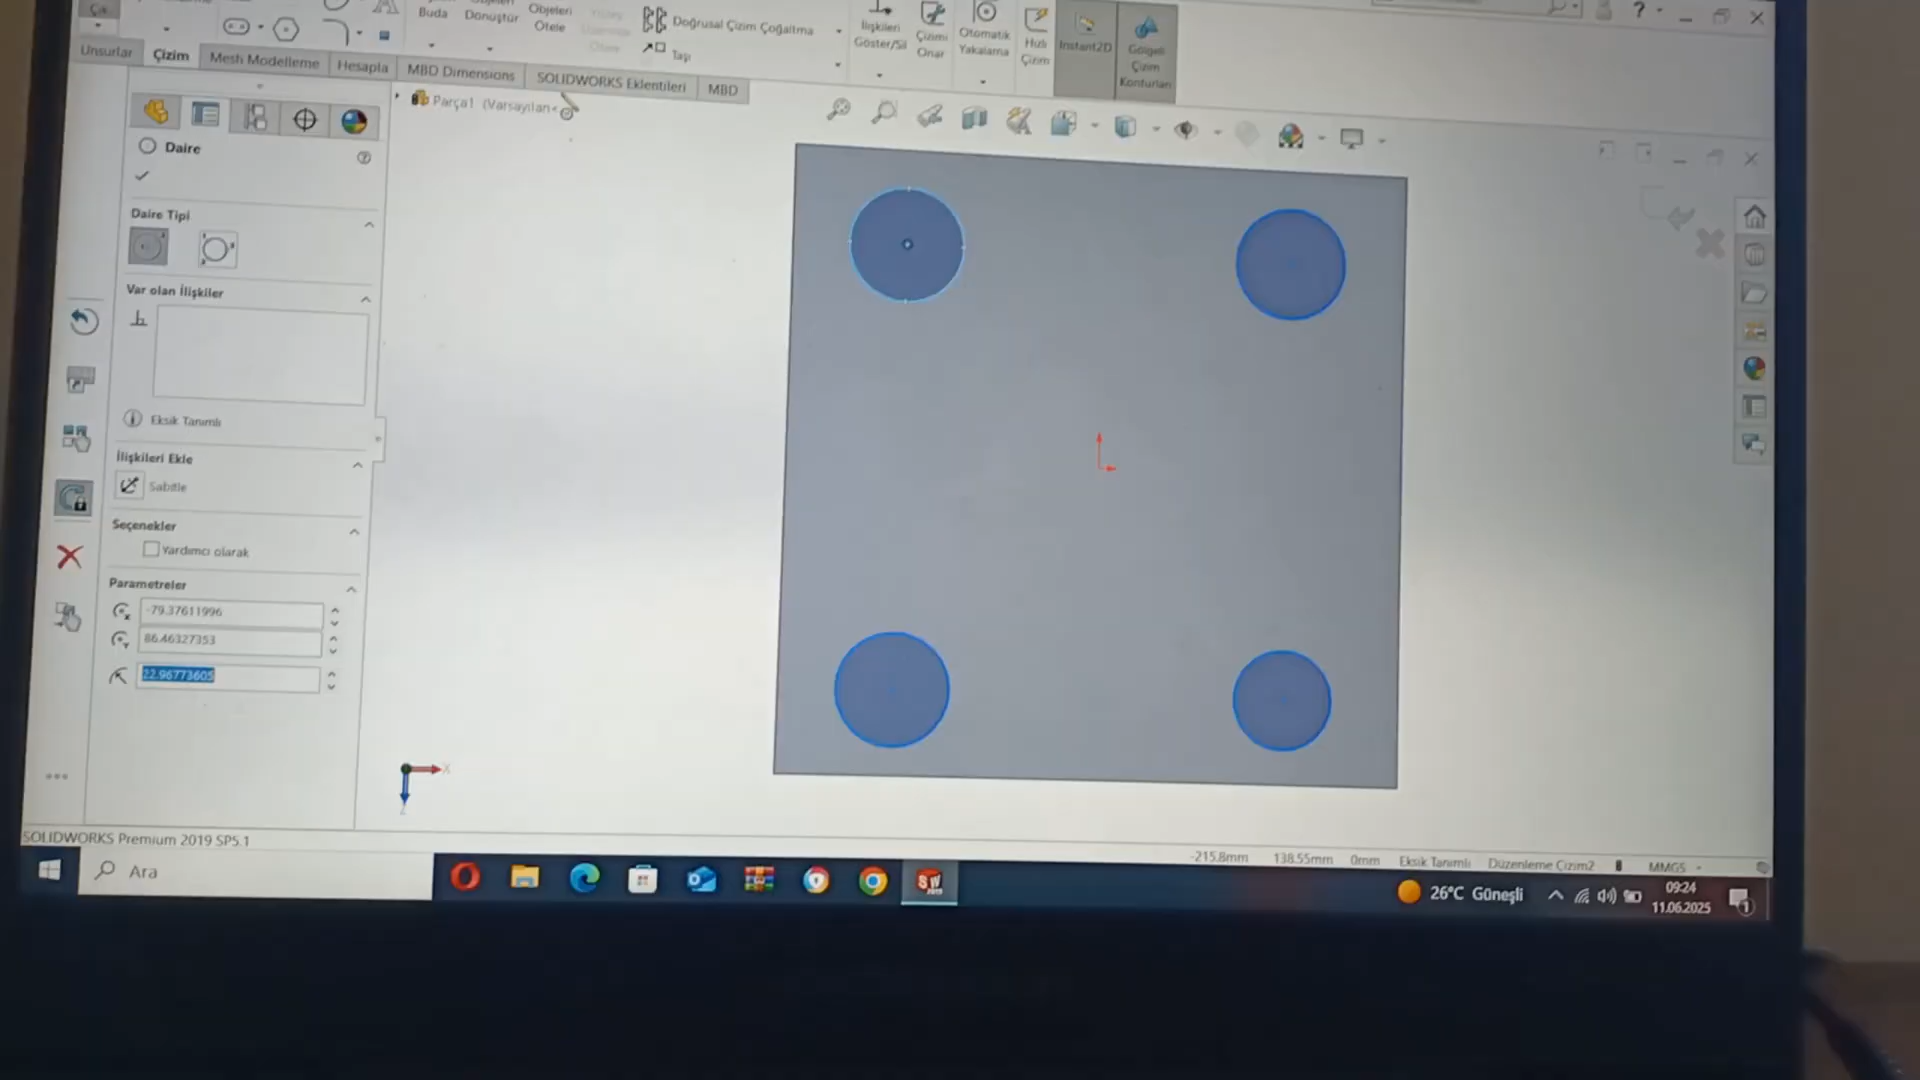 Buda
Dönüştür
Objeleri
Ötele
Doğrusal Çizim Çoğaltma
Taşı
İlişkileri
Göster/Sil
Çizimi
Onar
Otomatik
Yakalama
Hızlı
Çizim
Instant2D
Gölgeli
Çizim
Konturları
Unsurlar
Çizim
Mesh Modelleme
Hesapla
MBD Dimensions
SOLIDWORKS Eklentileri
MBD
Parça1 (Varsayılan<
Daire
Daire Tipi
Var olan İlişkiler
Eksik Tanımlı
İlişkileri Ekle
Sabitle
Seçenekler
Yardımcı olarak
Parametreler
-79.37611996
86.46327353
22.96773605
X
SOLIDWORKS Premium 2019 SP5.1
-215.8mm
138.55mm
0mm
Eksik Tanımlı
Düzenleme Çizim2
MMGS
Ara
SW
26°C Güneşli
09:24
11.06.2025
1